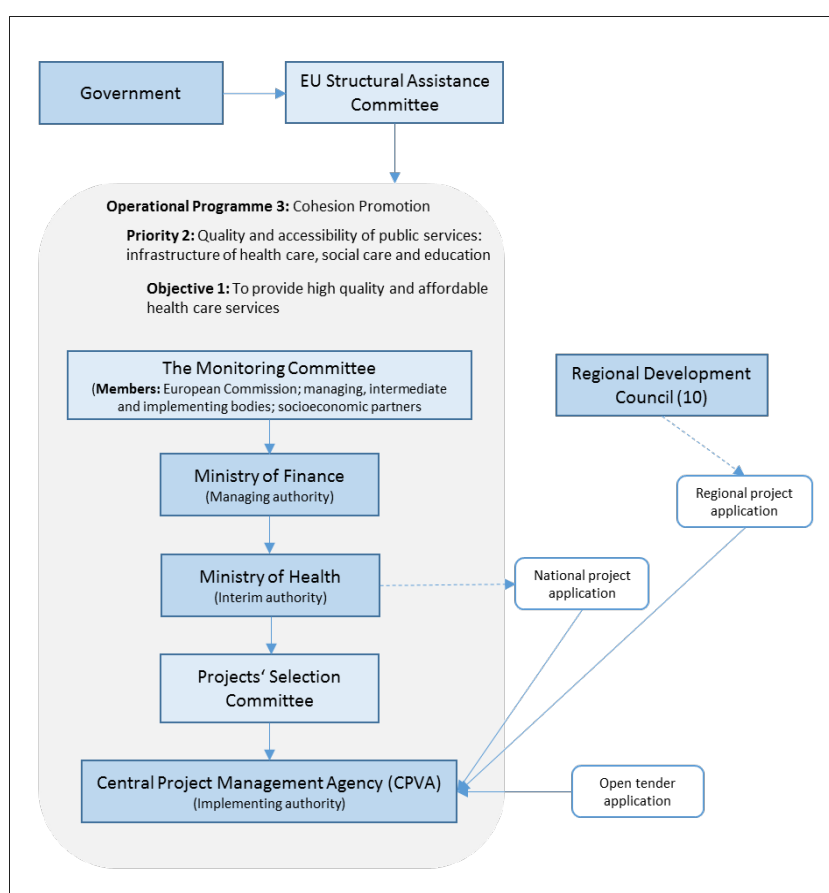 Government
EU Structural Assistance
Committee
Operational Programme 3: Cohesion Promotion
Priority 2: Quality and accessibility of public services:
infrastructure of health care, social care and education
Objective 1: To provide high quality and affordable
health care services
The Monitoring Committee
(Members: European Commission; managing, intermediate
and implementing bodies; socioeconomic partners
Regional Development
Council (10)
Ministry of Finance
(Managing authority)
Regional project
application
Ministry of Health
(Interim authority)
National project
application
Projects‘ Selection
Committee
Central Project Management Agency (CPVA)
(Implementing authority)
Open tender
application